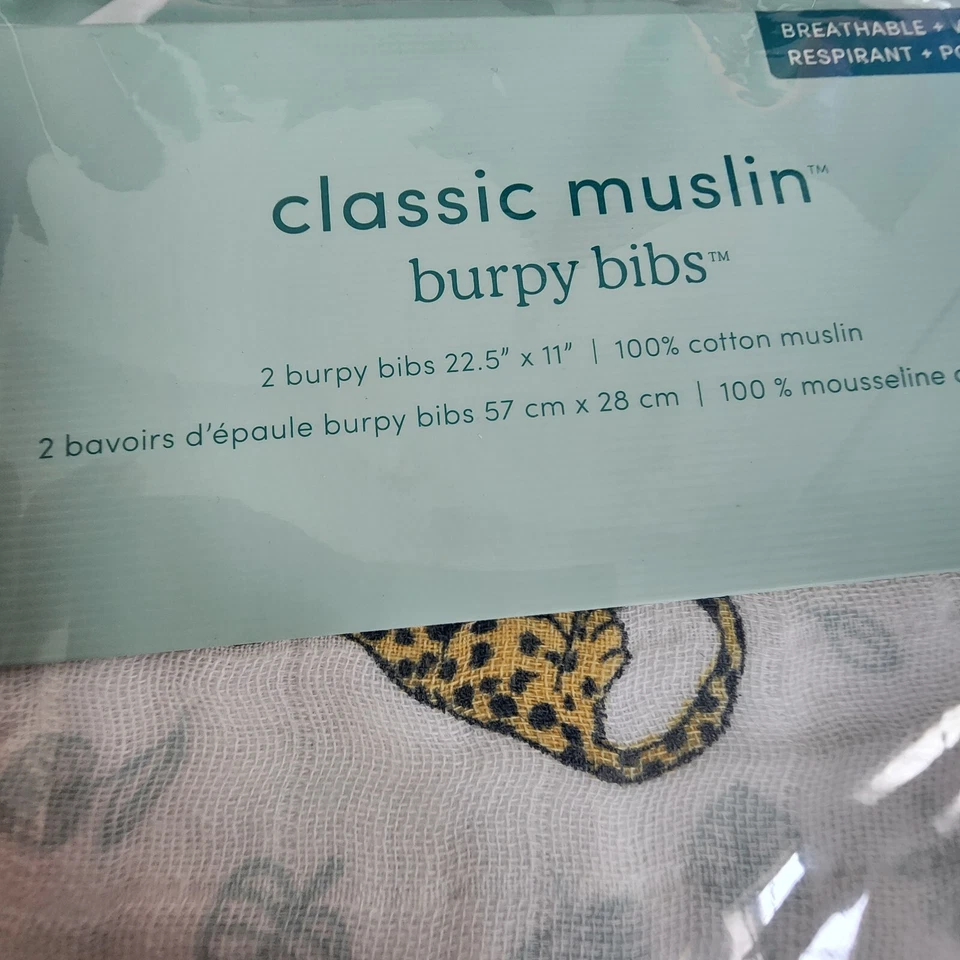 BREATHABLE +
RESPIRANT +
classic muslin™
burpy bibs™
2 burpy bibs 22.5" x 11" | 100% cotton muslin
2 bavoirs d'épaule burpy bibs 57 cm x 28 cm | 100 % mousseline